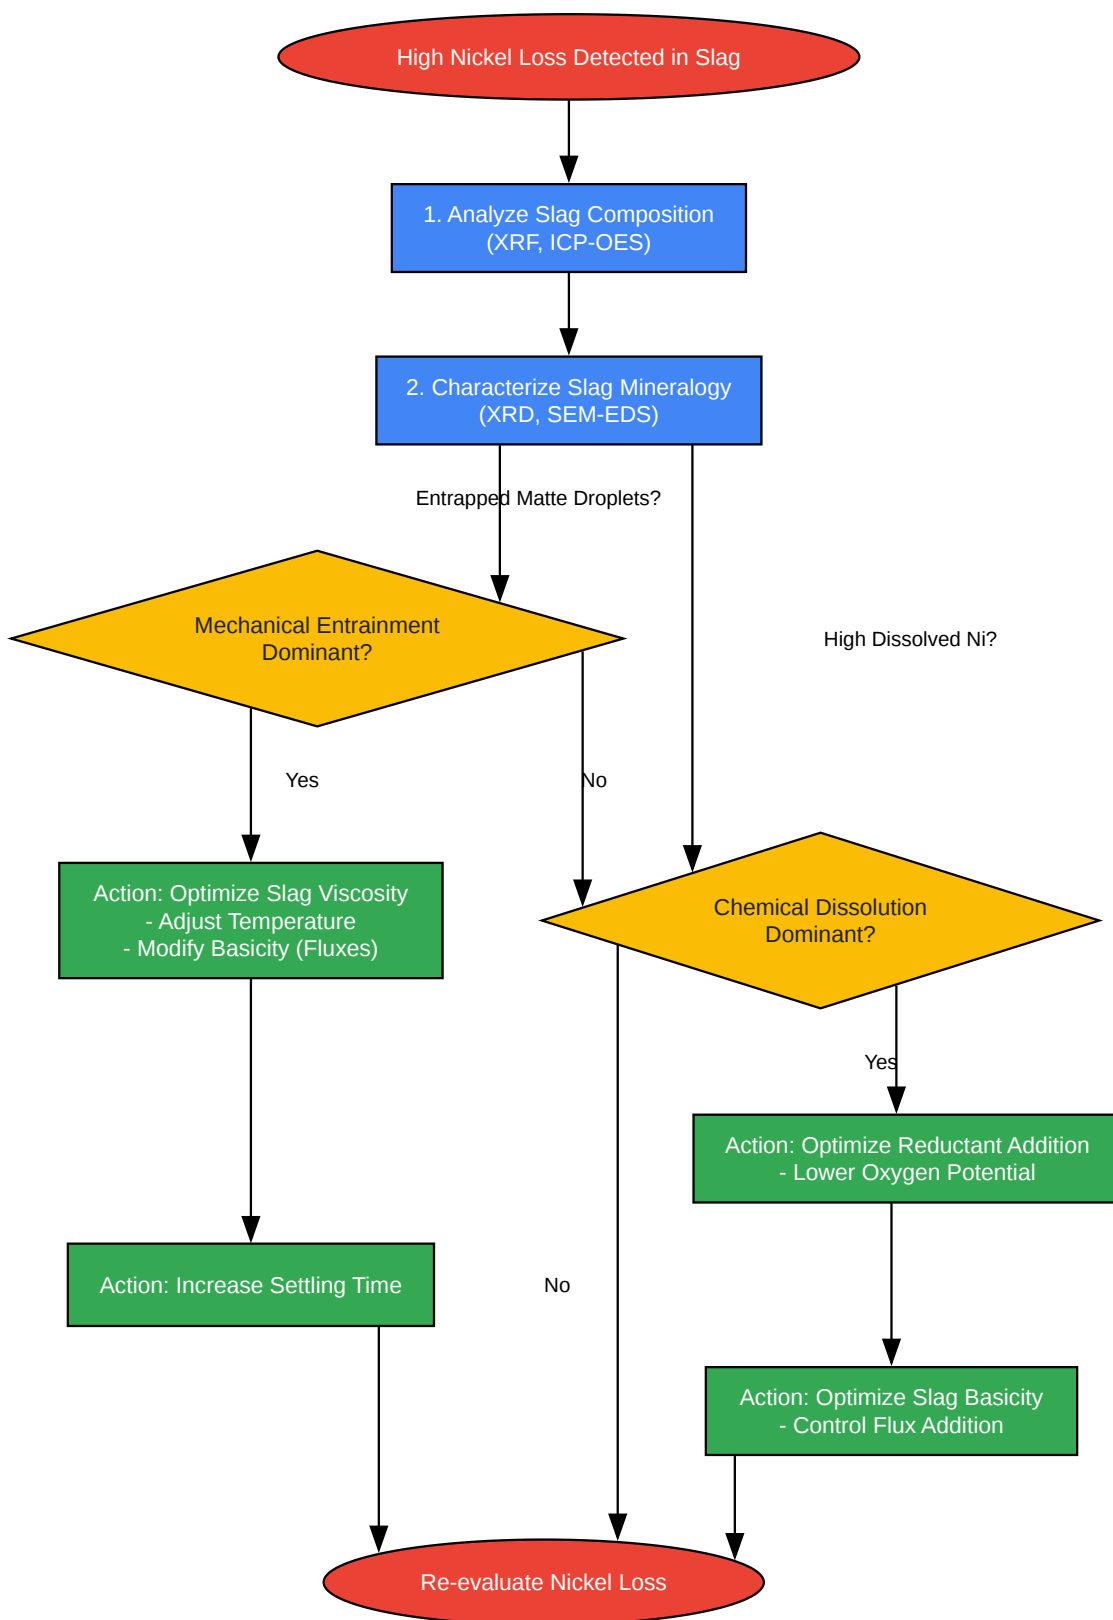 High Nickel Loss Detected in Slag
1. Analyze Slag Composition
(XRF, ICP-OES)
2. Characterize Slag Mineralogy
(XRD, SEM-EDS)
Entrapped Matte Droplets?
Mechanical Entrainment
Dominant?
High Dissolved Ni?
Yes
No
Action: Optimize Slag Viscosity
- Adjust Temperature
- Modify Basicity (Fluxes)
Chemical Dissolution
Dominant?
Yes
Action: Optimize Reductant Addition
- Lower Oxygen Potential
Action: Increase Settling Time
No
Action: Optimize Slag Basicity
- Control Flux Addition
Re-evaluate Nickel Loss